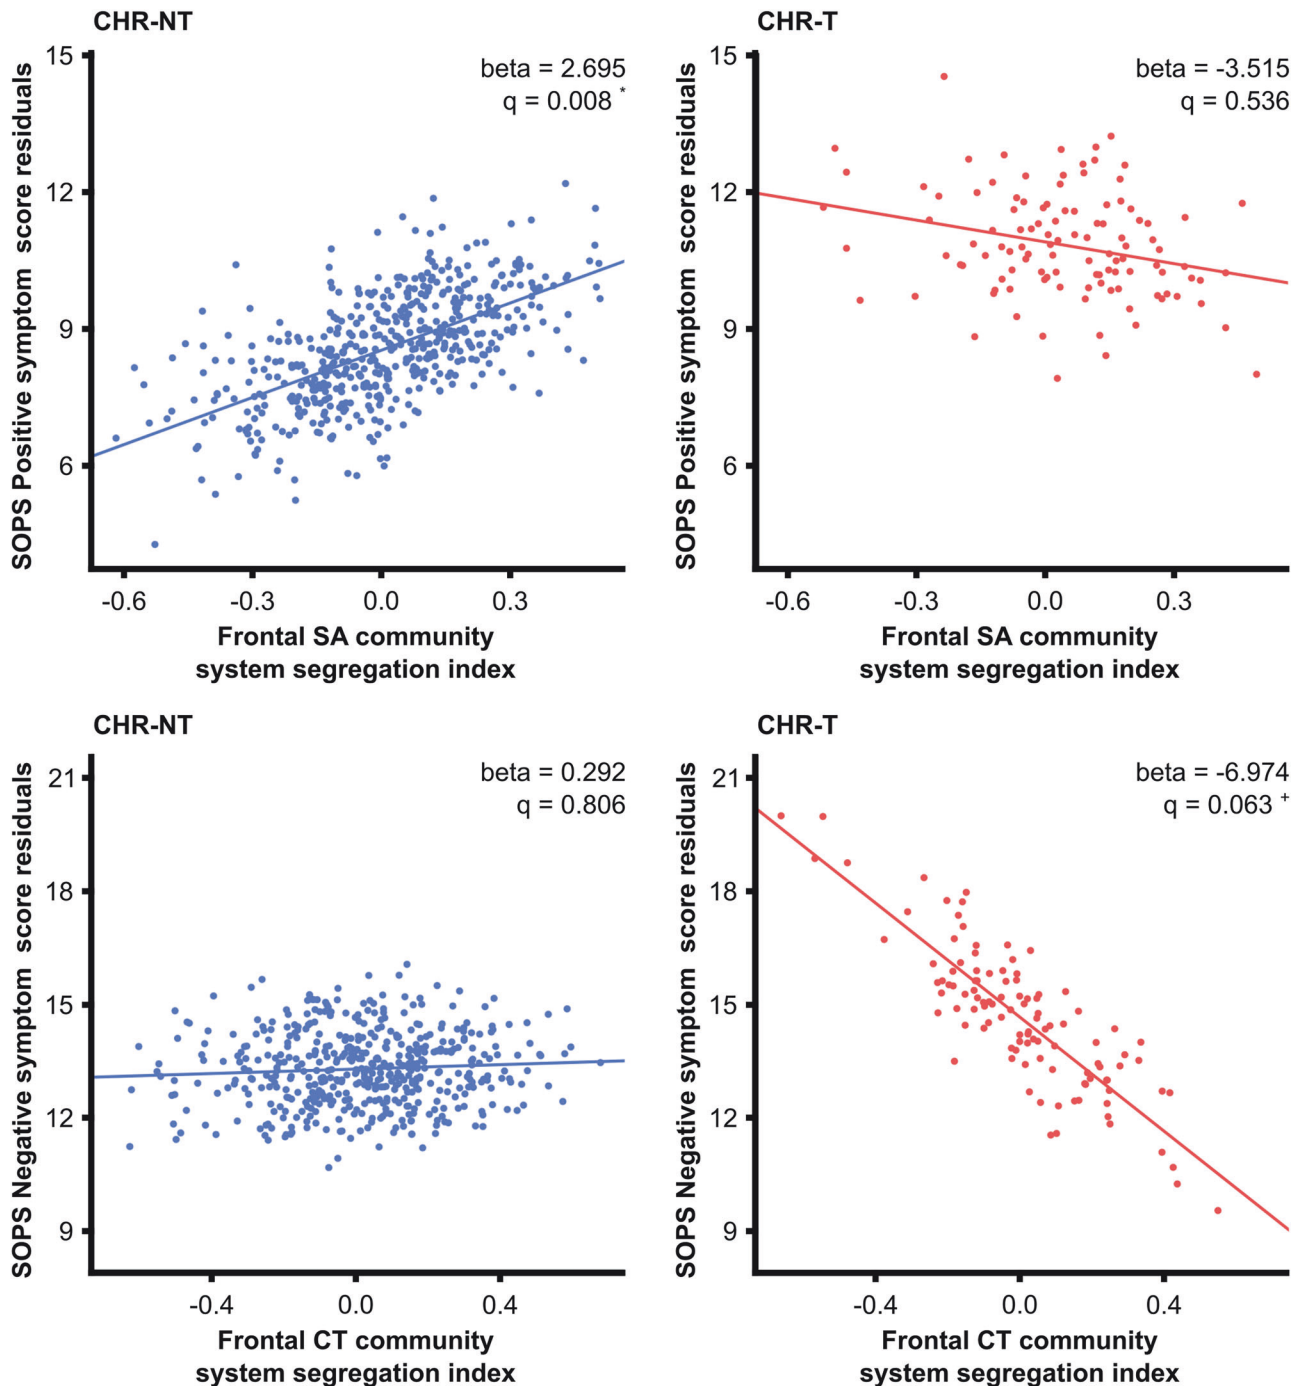 CHR-NT
beta = 2.695
q = 0.008 *
SOPS Positive symptom score residuals
15
12
9
6
-0.6
-0.3
0.0
0.3
Frontal SA community
system segregation index
CHR-T
beta = -3.515
q = 0.536
SOPS Positive symptom score residuals
15
12
9
6
-0.6
-0.3
0.0
0.3
Frontal SA community
system segregation index
CHR-NT
beta = 0.292
q = 0.806
SOPS Negative symptom score residuals
21
18
15
12
9
-0.4
0.0
0.4
Frontal CT community
system segregation index
CHR-T
beta = -6.974
q = 0.063 +
SOPS Negative symptom score residuals
21
18
15
12
9
-0.4
0.0
0.4
Frontal CT community
system segregation index